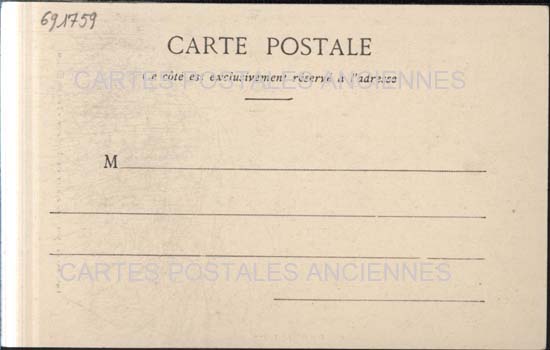 691759
CARTE POSTALE
CARTES POSTALES ANCIENNES
Ce côté est exclusivement réservé à l'adresse
M
CARTES POSTALES ANCIENNES